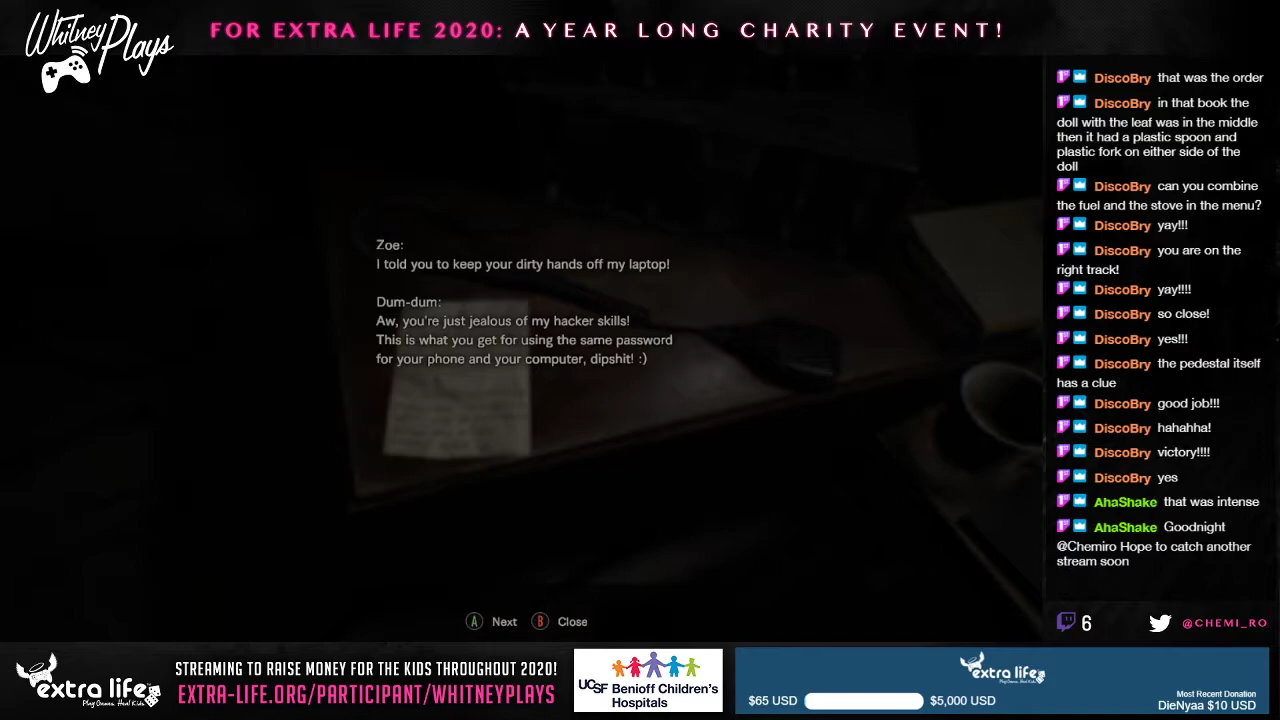 Whitney Plays
FOR EXTRA LIFE 2020: A YEAR LONG CHARITY EVENT!
Zoe:
I told you to keep your dirty hands off my laptop!
Dum-dum:
Aw, you're just jealous of my hacker skills!
This is what you get for using the same password
for your phone and your computer, dipshit! :)
A Next B Close
DiscoBry that was the order
DiscoBry in that book the
doll with the leaf was in the middle
then it had a plastic spoon and
plastic fork on either side of the
doll
DiscoBry can you combine
the fuel and the stove in the menu?
DiscoBry yay!!!
DiscoBry you are on the
right track!
DiscoBry yay!!!!
DiscoBry so close!
DiscoBry yes!!!
DiscoBry the pedestal itself
has a clue
DiscoBry good job!!!
DiscoBry hahahha!
DiscoBry victory!!!!
DiscoBry yes
AhaShake that was intense
AhaShake Goodnight
@Chemiro Hope to catch another
stream soon
6 @CHEMI_RO
extra life
Play Games. Heal Kids.
STREAMING TO RAISE MONEY FOR THE KIDS THROUGHOUT 2020!
EXTRA-LIFE.ORG/PARTICIPANT/WHITNEYPLAYS
UCSF Benioff Children's
Hospitals
extra life
Play Games. Heal Kids.
$65 USD $5,000 USD
Most Recent Donation
DieNyaa $10 USD